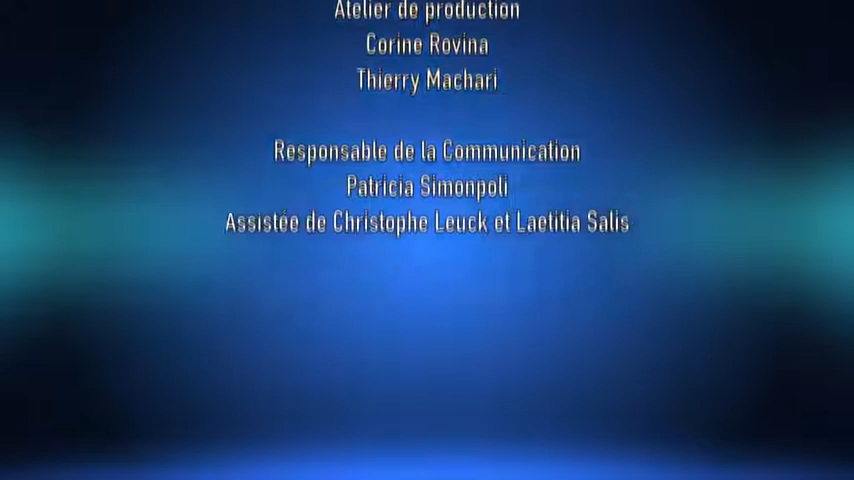 Atelier de production
Corine Rovina
Thierry Machari
Responsable de la Communication
Patricia Simonpoli
Assistée de Christophe Leuck et Laetitia Salis